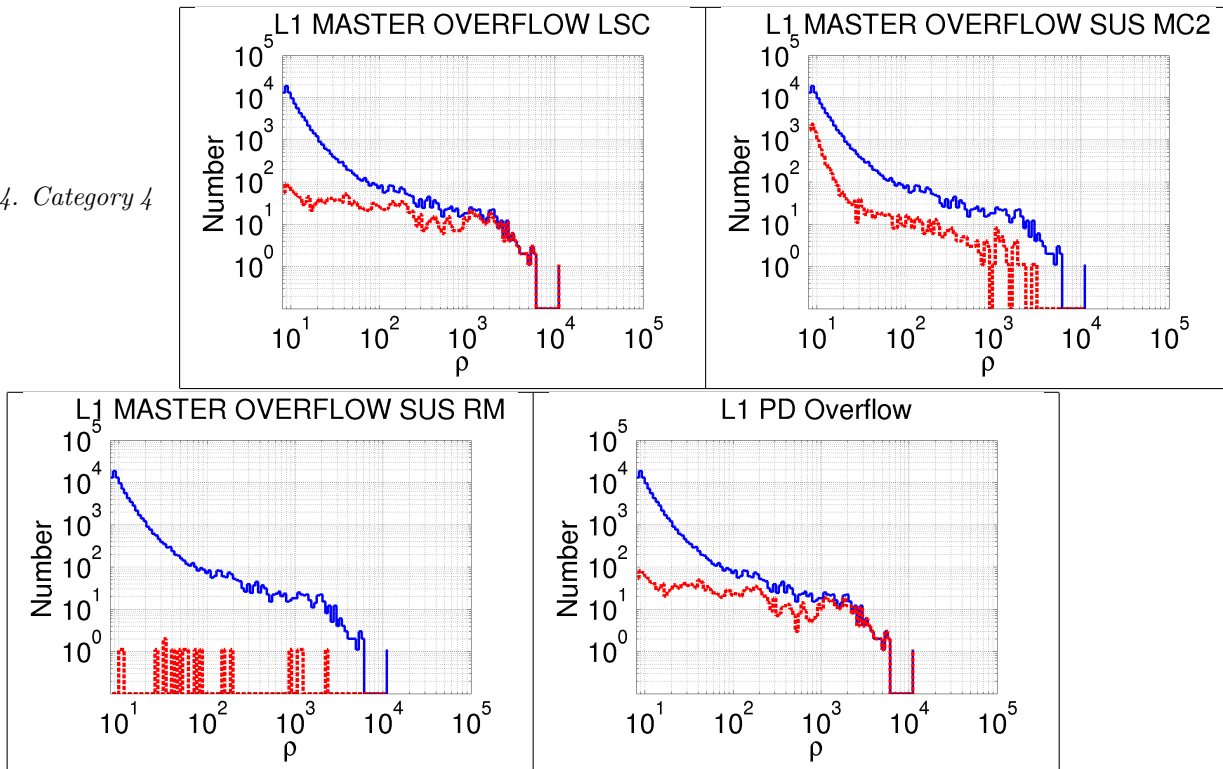 L1 MASTER OVERFLOW LSC
10^5
10^4
10^3
10^2
10^1
10^0
Number
10^1 10^2 10^3 10^4 10^5
ρ
L1 MASTER OVERFLOW SUS MC2
10^5
10^4
10^3
10^2
10^1
10^0
Number
10^1 10^2 10^3 10^4 10^5
ρ
4. Category 4
L1 MASTER OVERFLOW SUS RM
10^5
10^4
10^3
10^2
10^1
10^0
Number
10^1 10^2 10^3 10^4 10^5
ρ
L1 PD Overflow
10^5
10^4
10^3
10^2
10^1
10^0
Number
10^1 10^2 10^3 10^4 10^5
ρ